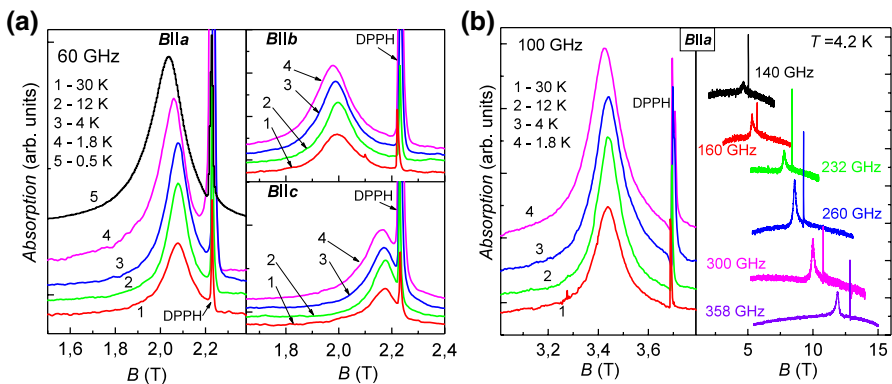 (a)
60 GHz
B||a
1 - 30 K
2 - 12 K
3 - 4 K
4 - 1.8 K
5 - 0.5 K
5
4
3
2
1
DPPH
Absorption (arb. units)
1,6 2,0 2,2
B (T)
B||b
DPPH
4
3
2
1
B||c
DPPH
4
2
3
1
1,6 1,8 2,0 2,2 2,4
B (T)
(b)
100 GHz
B||a
1 - 30 K
2 - 12 K
3 - 4 K
4 - 1.8 K
DPPH
4
3
2
1
Absorption (arb. units)
3,2 3,4 3,6
B (T)
T =4.2 K
140 GHz
160 GHz
232 GHz
260 GHz
300 GHz
358 GHz
5 10 15
B (T)